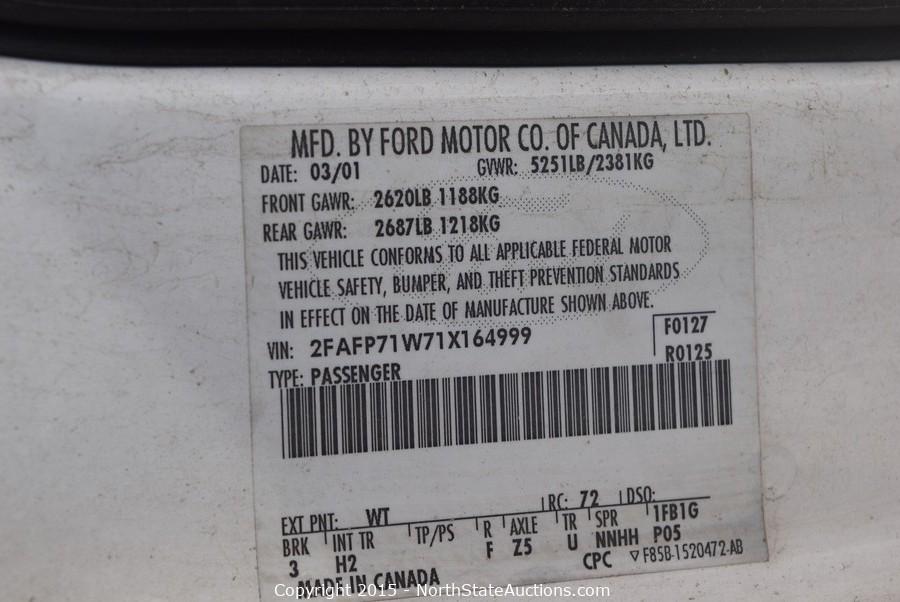 MFD. BY FORD MOTOR CO. OF CANADA, LTD.
DATE: 03/01 GVWR: 5251LB/2381KG
FRONT GAWR: 2620LB 1188KG
REAR GAWR: 2687LB 1218KG
THIS VEHICLE CONFORMS TO ALL APPLICABLE FEDERAL MOTOR
VEHICLE SAFETY, BUMPER, AND THEFT PREVENTION STANDARDS
IN EFFECT ON THE DATE OF MANUFACTURE SHOWN ABOVE.
VIN: 2FAFP71W71X164999 F0127
TYPE: PASSENGER R0125
EXT PNT: WT RC: 72 DSO:
BRK INT TR TP/PS R AXLE TR SPR 1FB1G
3 H2 F Z5 U NNHH P05
MADE IN CANADA CPC ▽ F85B-1520472-AB
Copyright 2015 - NorthStateAuctions.com